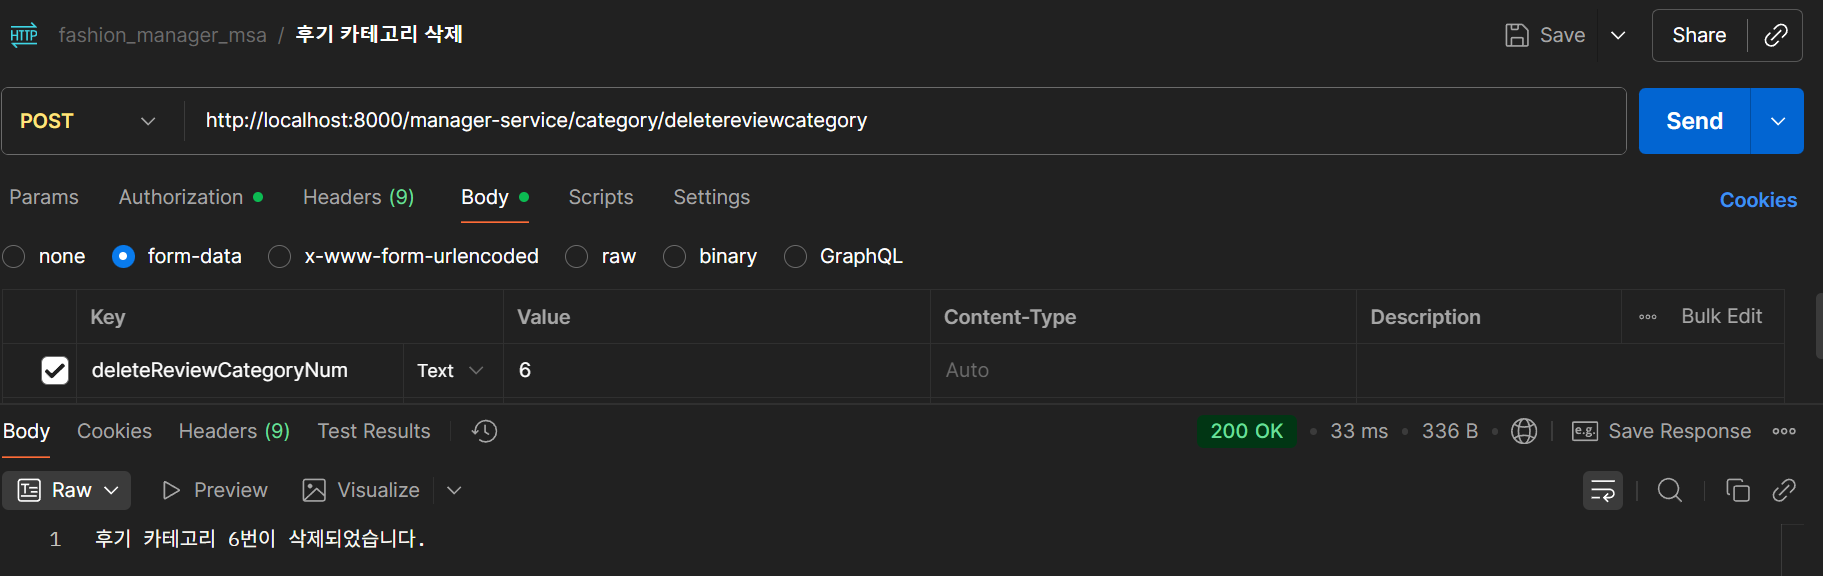 HTTP fashion_manager_msa / 후기 카테고리 삭제 Save Share
POST http://localhost:8000/manager-service/category/deletereviewcategory Send
Params Authorization Headers (9) Body Scripts Settings Cookies
none form-data x-www-form-urlencoded raw binary GraphQL
Key Value Content-Type Description Bulk Edit
deleteReviewCategoryNum Text 6 Auto
Body Cookies Headers (9) Test Results 200 OK 33 ms 336 B e.g. Save Response
Raw Preview Visualize
1 후기 카테고리 6번이 삭제되었습니다.